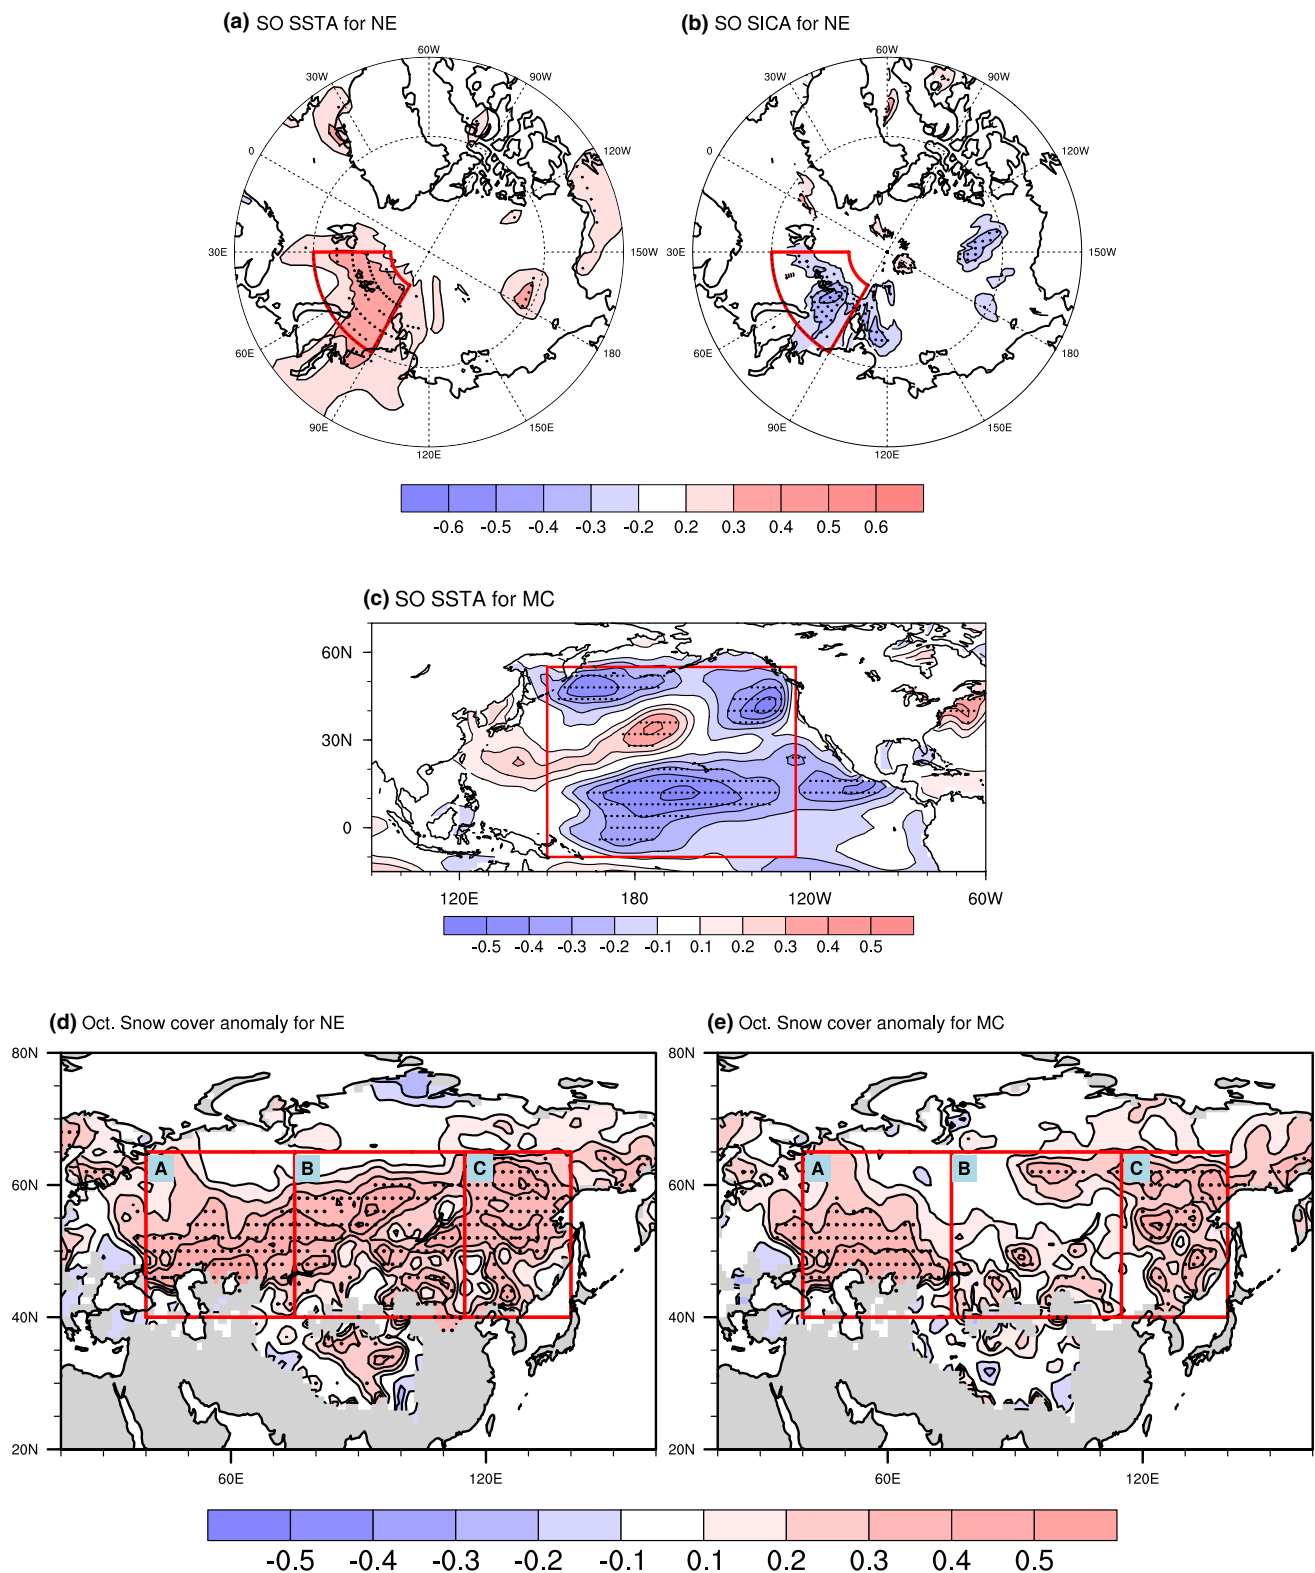 (a) SO SSTA for NE
(b) SO SICA for NE
60W
30W
90W
0
120W
30E
150W
60E
180
90E
150E
120E
60W
30W
90W
0
120W
30E
150W
60E
180
90E
150E
120E
-0.6 -0.5 -0.4 -0.3 -0.2 0.2 0.3 0.4 0.5 0.6
(c) SO SSTA for MC
60N
30N
0
120E 180 120W 60W
-0.5 -0.4 -0.3 -0.2 -0.1 0.1 0.2 0.3 0.4 0.5
(d) Oct. Snow cover anomaly for NE
80N
60N
40N
20N
A B C
60E 120E
(e) Oct. Snow cover anomaly for MC
80N
60N
40N
20N
A B C
60E 120E
-0.5 -0.4 -0.3 -0.2 -0.1 0.1 0.2 0.3 0.4 0.5